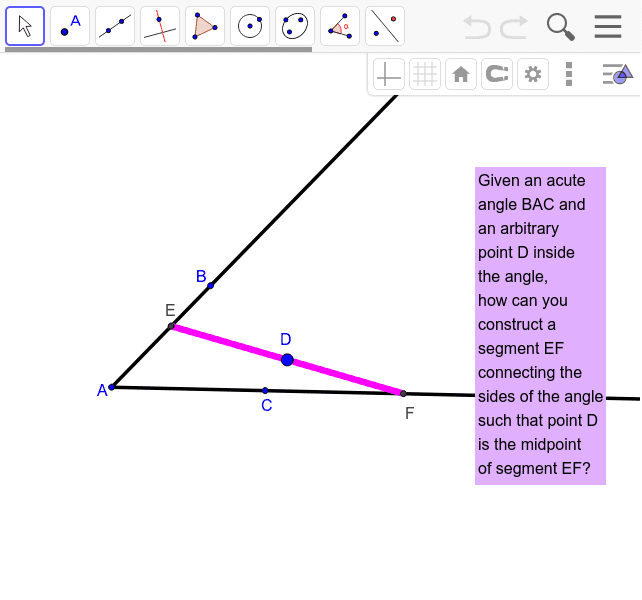 A
α
Given an acute
angle BAC and
an arbitrary
point D inside
the angle,
how can you
construct a
segment EF
connecting the
sides of the angle
such that point D
is the midpoint
of segment EF?
B
E
D
A
C
F